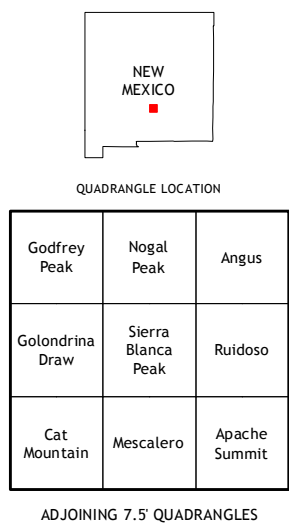 NEW
MEXICO
QUADRANGLE LOCATION
Godfrey
Peak
Nogal
Peak
Angus
Golondrina
Draw
Sierra
Blanca
Peak
Ruidoso
Cat
Mountain
Mescalero
Apache
Summit
ADJOINING 7.5' QUADRANGLES